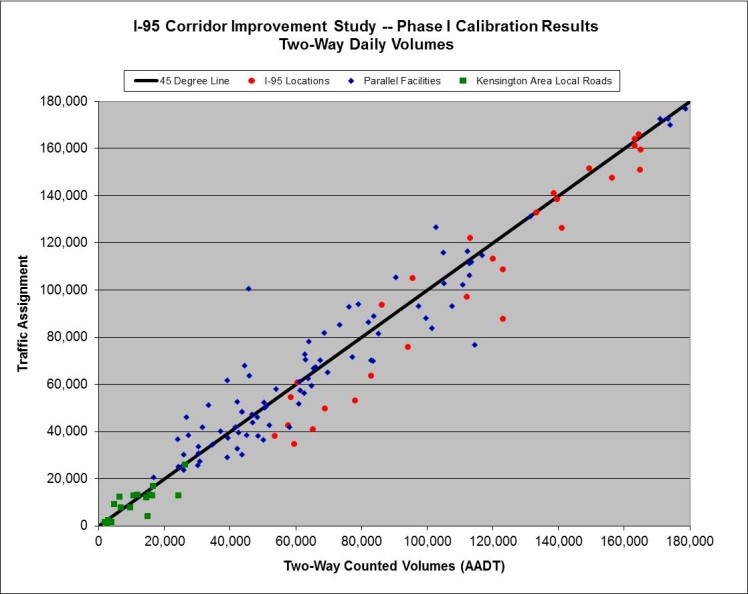 I-95 Corridor Improvement Study -- Phase I Calibration Results
Two-Way Daily Volumes
45 Degree Line I-95 Locations Parallel Facilities Kensington Area Local Roads
180,000
160,000
140,000
120,000
100,000
80,000
60,000
40,000
20,000
0
Traffic Assignment
0 20,000 40,000 60,000 80,000 100,000 120,000 140,000 160,000 180,000
Two-Way Counted Volumes (AADT)